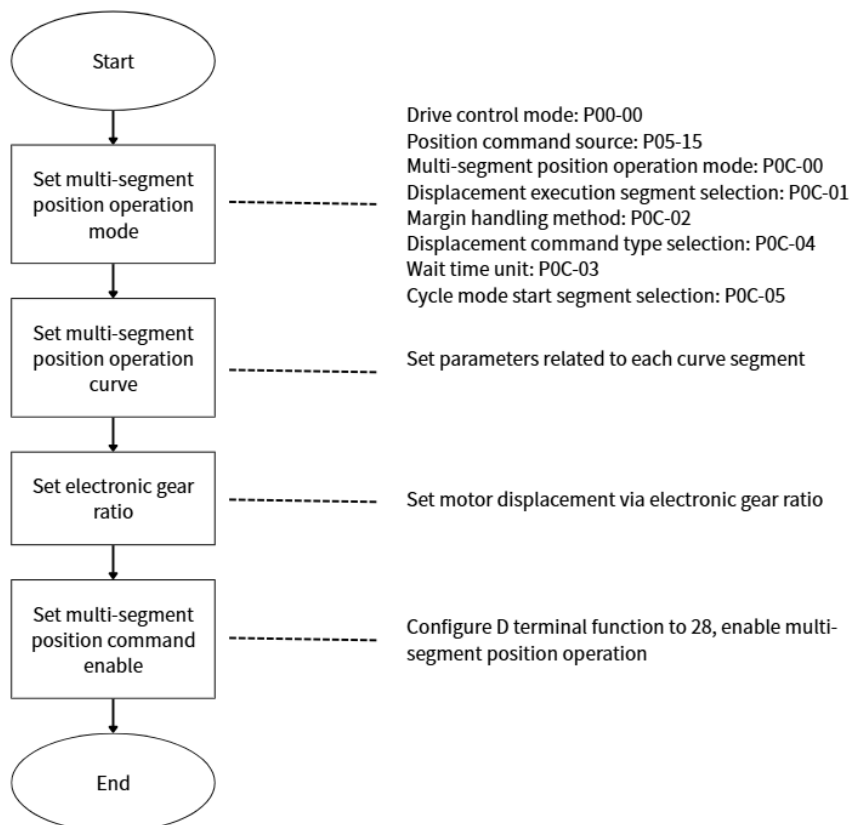 Start
Set multi-segment
position operation
mode
Drive control mode: P00-00
Position command source: P05-15
Multi-segment position operation mode: P0C-00
Displacement execution segment selection: P0C-01
Margin handling method: P0C-02
Displacement command type selection: P0C-04
Wait time unit: P0C-03
Cycle mode start segment selection: P0C-05
Set multi-segment
position operation
curve
Set parameters related to each curve segment
Set electronic gear
ratio
Set motor displacement via electronic gear ratio
Set multi-segment
position command
enable
Configure D terminal function to 28, enable multi-
segment position operation
End